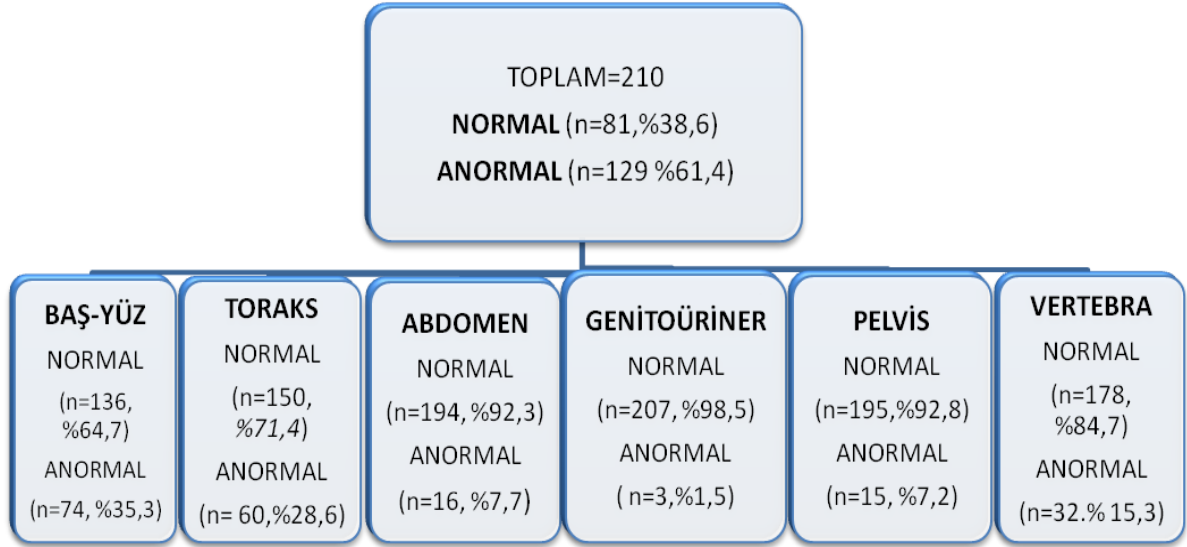 TOPLAM=210
NORMAL (n=81,%38,6)
ANORMAL (n=129 %61,4)
BAŞ-YÜZ
NORMAL
(n=136,
%64,7)
ANORMAL
(n=74, %35,3)
TORAKS
NORMAL
(n=150,
%71,4)
ANORMAL
(n= 60,%28,6)
ABDOMEN
NORMAL
(n=194, %92,3)
ANORMAL
(n=16, %7,7)
GENİTOÜRİNER
NORMAL
(n=207, %98,5)
ANORMAL
( n=3,%1,5)
PELVİS
NORMAL
(n=195,%92,8)
ANORMAL
(n=15, %7,2)
VERTEBRA
NORMAL
(n=178,
%84,7)
ANORMAL
(n=32.% 15,3)